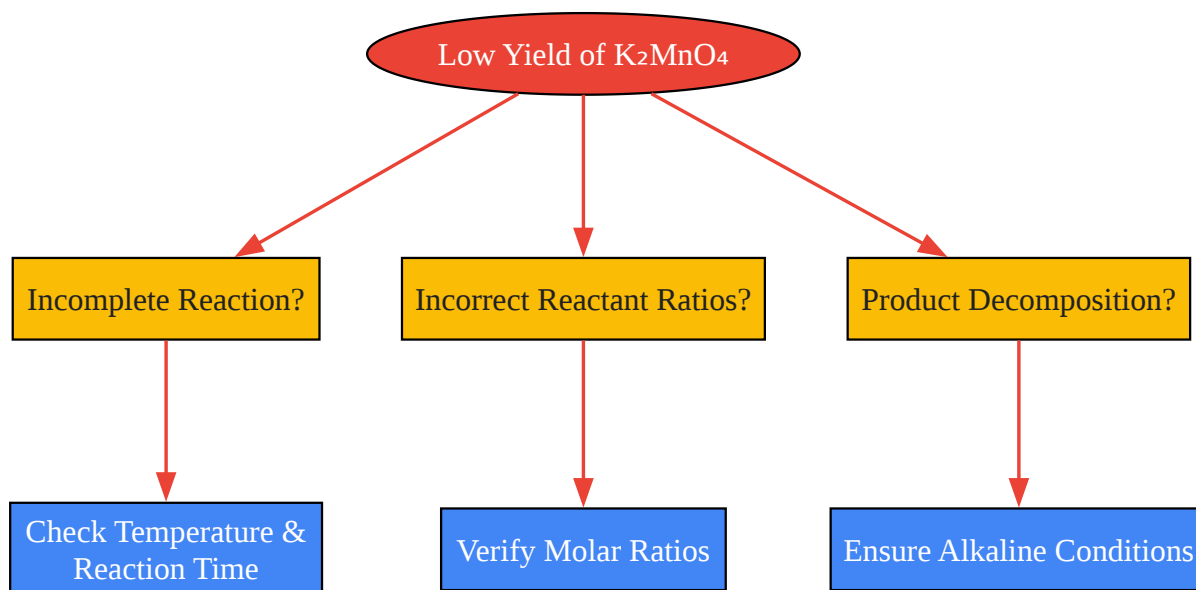 Low Yield of K₂MnO₄
Incomplete Reaction?
Incorrect Reactant Ratios?
Product Decomposition?
Check Temperature &
Reaction Time
Verify Molar Ratios
Ensure Alkaline Conditions